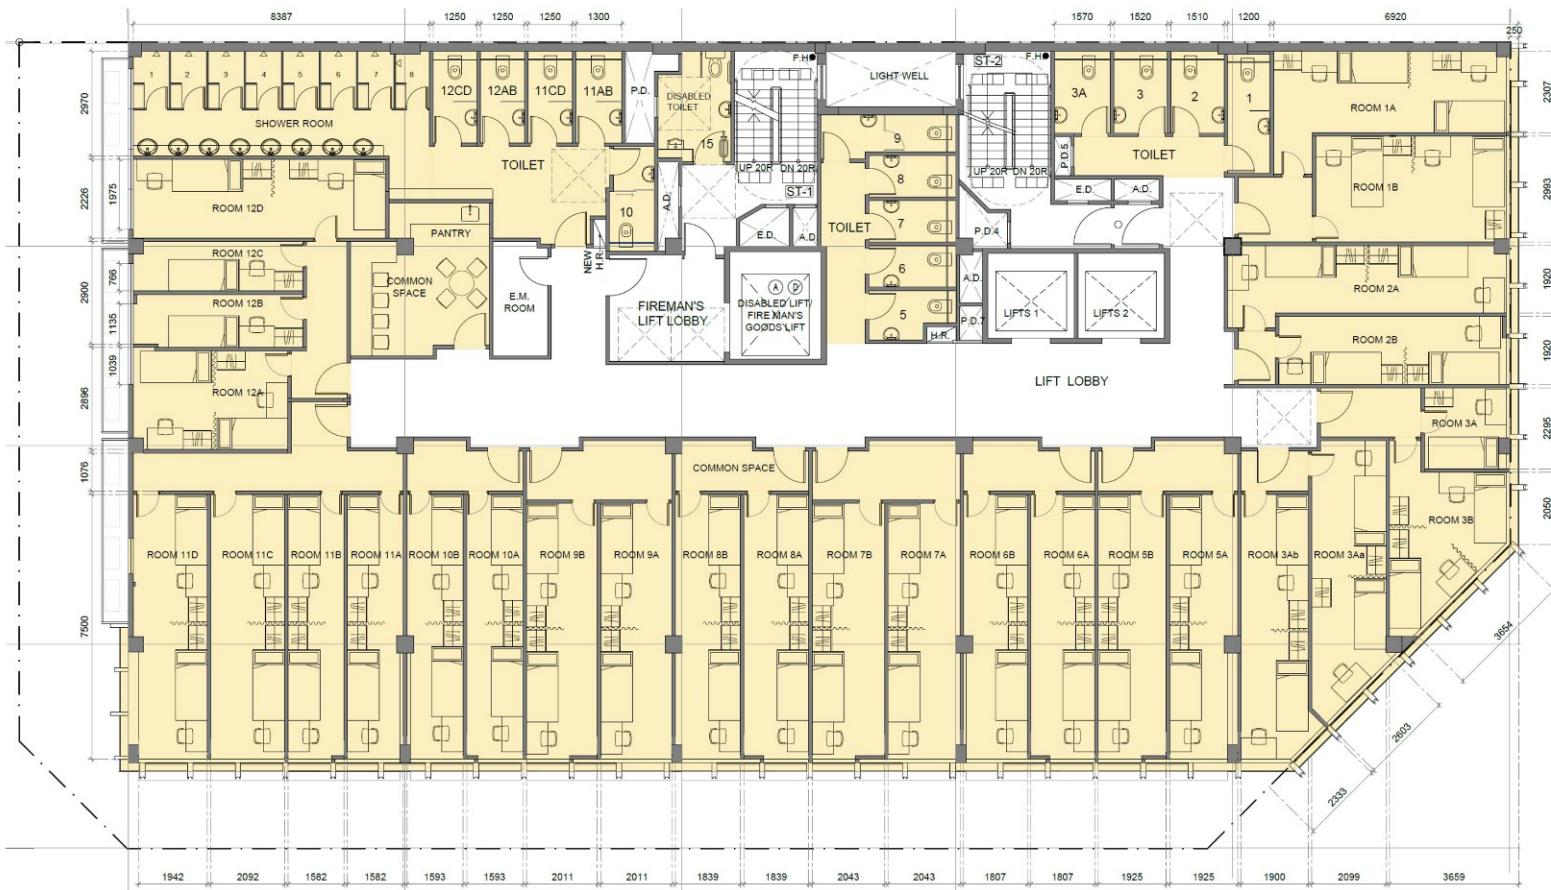 8387
1250
1250
1250
1300
1570
1520
1510
1200
6920
250
1
2
3
4
5
6
7
8
12CD
12AB
11CD
11AB
P.D.
DISABLED
TOILET
15
F.H.
LIGHT WELL
ST-2
F.H.
3A
3
2
1
ROOM 1A
2970
2307
SHOWER ROOM
TOILET
TOILET
9
8
7
6
5
P.D.5
UP 20R
DN 20R
ST-1
UP 20R
DN 20R
E.D.
A.D.
ROOM 1B
2993
2226
1975
ROOM 12D
10
A.D.
E.D.
A.D.
TOILET
P.D.4
PANTRY
NEW
H.R.
ROOM 12C
766
2900
COMMON
SPACE
E.M.
ROOM
FIREMAN'S
LIFT LOBBY
A
D
DISABLED LIFT/
FIREMAN'S
GOODS LIFT
A.D.
P.D.7
H.R.
LIFTS 1
LIFTS 2
ROOM 2A
1920
ROOM 12B
1135
ROOM 2B
1920
1039
ROOM 12A
2896
LIFT LOBBY
ROOM 3A
2295
1076
COMMON SPACE
ROOM 3B
2050
ROOM 11D
ROOM 11C
ROOM 11B
ROOM 11A
ROOM 10B
ROOM 10A
ROOM 9B
ROOM 9A
ROOM 8B
ROOM 8A
ROOM 7B
ROOM 7A
ROOM 6B
ROOM 6A
ROOM 5B
ROOM 5A
ROOM 3Ab
ROOM 3Aa
7500
3654
2603
2333
1942
2092
1582
1582
1593
1593
2011
2011
1839
1839
2043
2043
1807
1807
1925
1925
1900
2099
3659